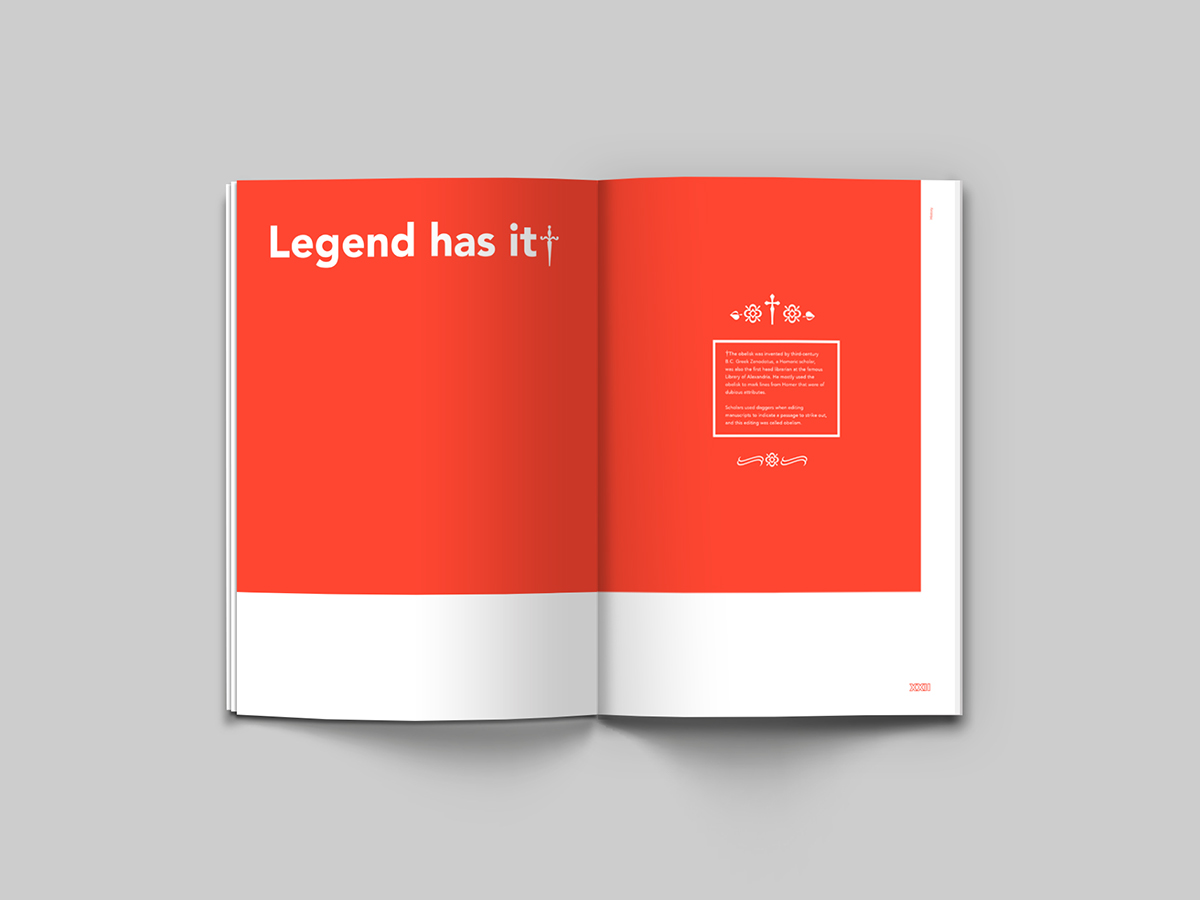 Legend has it†
†The obelisk was invented by third-century
B.C. Greek Zenodotus, a Homeric scholar,
was also the first head librarian at the famous
Library of Alexandria. He mostly used the
obelisk to mark lines from Homer that were of
dubious attributes.
Scholars used daggers when editing
manuscripts to indicate a passage to strike out,
and this editing was called obelism.
XXII